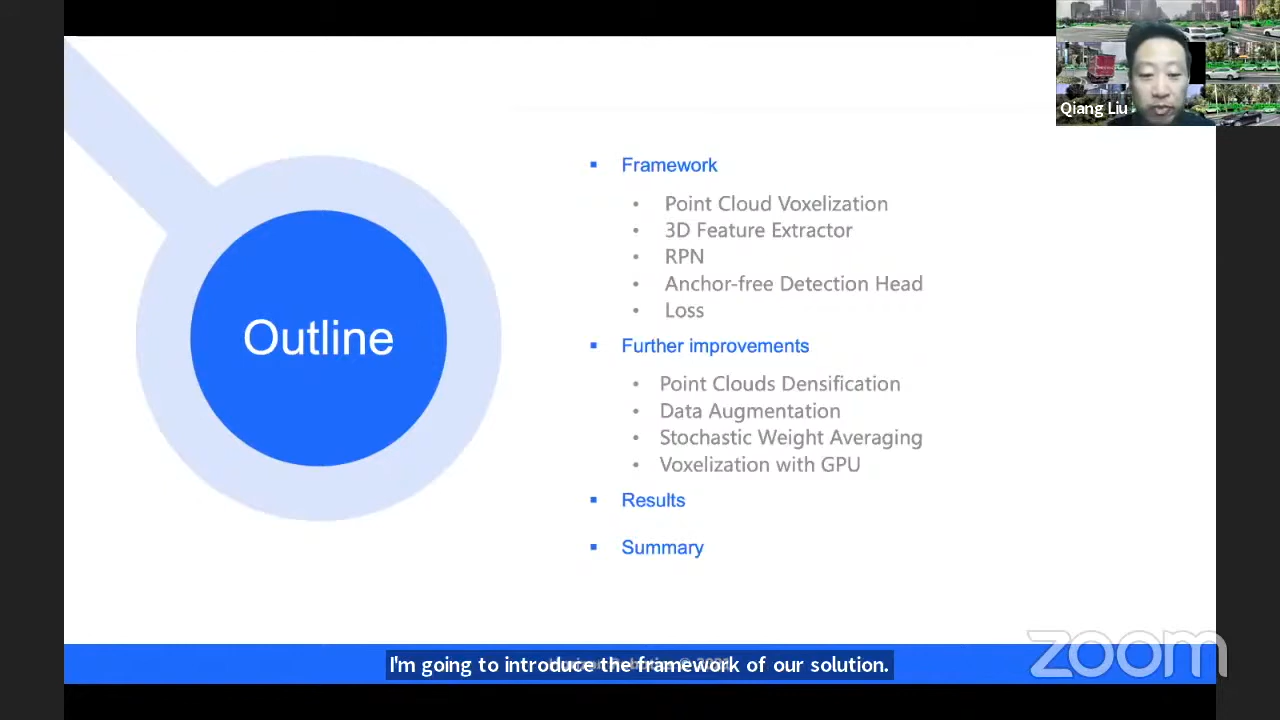 Qiang Liu
Outline
Framework
Point Cloud Voxelization
3D Feature Extractor
RPN
Anchor-free Detection Head
Loss
Further improvements
Point Clouds Densification
Data Augmentation
Stochastic Weight Averaging
Voxelization with GPU
Results
Summary
I'm going to introduce the framework of our solution.
zoom